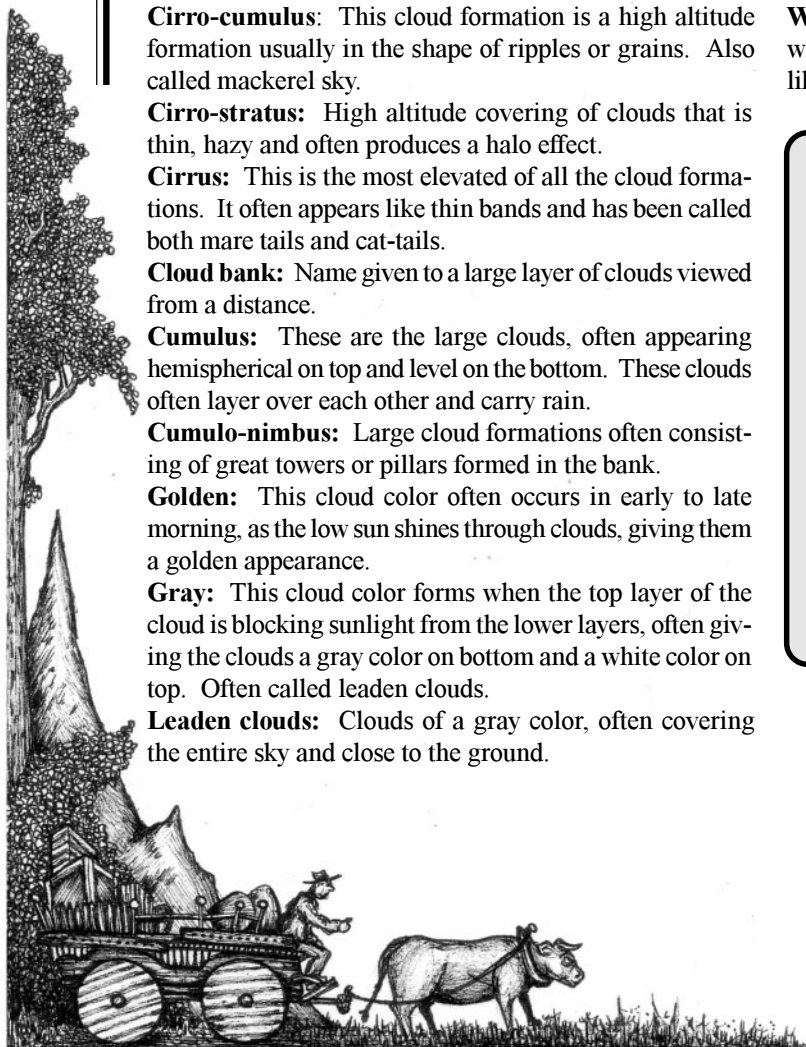 Cirro-cumulus: This cloud formation is a high altitude
formation usually in the shape of ripples or grains. Also
called mackerel sky.
Cirro-stratus: High altitude covering of clouds that is
thin, hazy and often produces a halo effect.
Cirrus: This is the most elevated of all the cloud forma-
tions. It often appears like thin bands and has been called
both mare tails and cat-tails.
Cloud bank: Name given to a large layer of clouds viewed
from a distance.
Cumulus: These are the large clouds, often appearing
hemispherical on top and level on the bottom. These clouds
often layer over each other and carry rain.
Cumulo-nimbus: Large cloud formations often consist-
ing of great towers or pillars formed in the bank.
Golden: This cloud color often occurs in early to late
morning, as the low sun shines through clouds, giving them
a golden appearance.
Gray: This cloud color forms when the top layer of the
cloud is blocking sunlight from the lower layers, often giv-
ing the clouds a gray color on bottom and a white color on
top. Often called leaden clouds.
Leaden clouds: Clouds of a gray color, often covering
the entire sky and close to the ground.